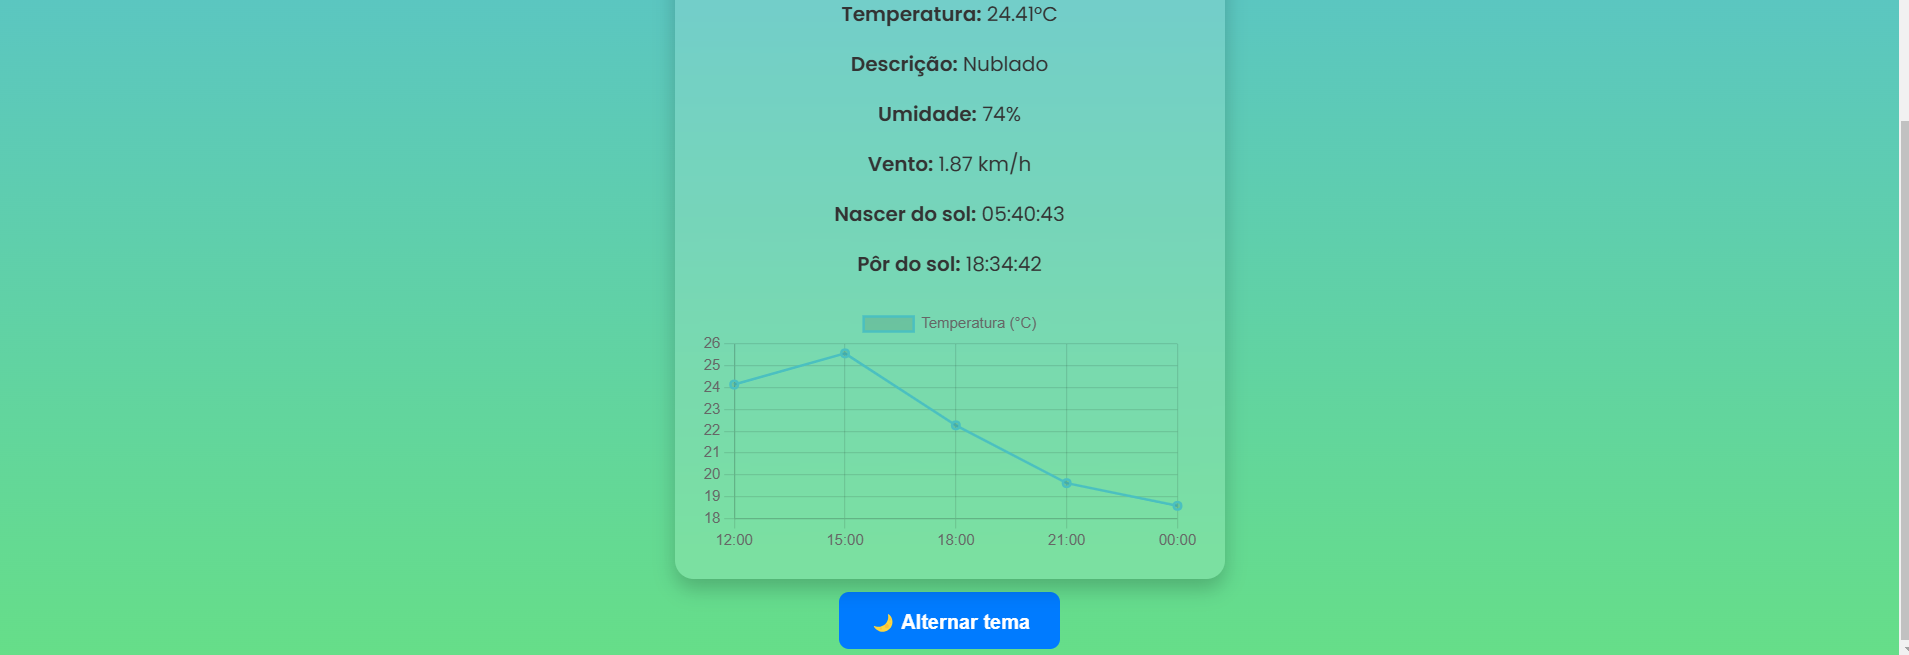 Temperatura: 24.41°C
Descrição: Nublado
Umidade: 74%
Vento: 1.87 km/h
Nascer do sol: 05:40:43
Pôr do sol: 18:34:42
Temperatura (°C)
26
25
24
23
22
21
20
19
18
12:00 15:00 18:00 21:00 00:00
🌙 Alternar tema